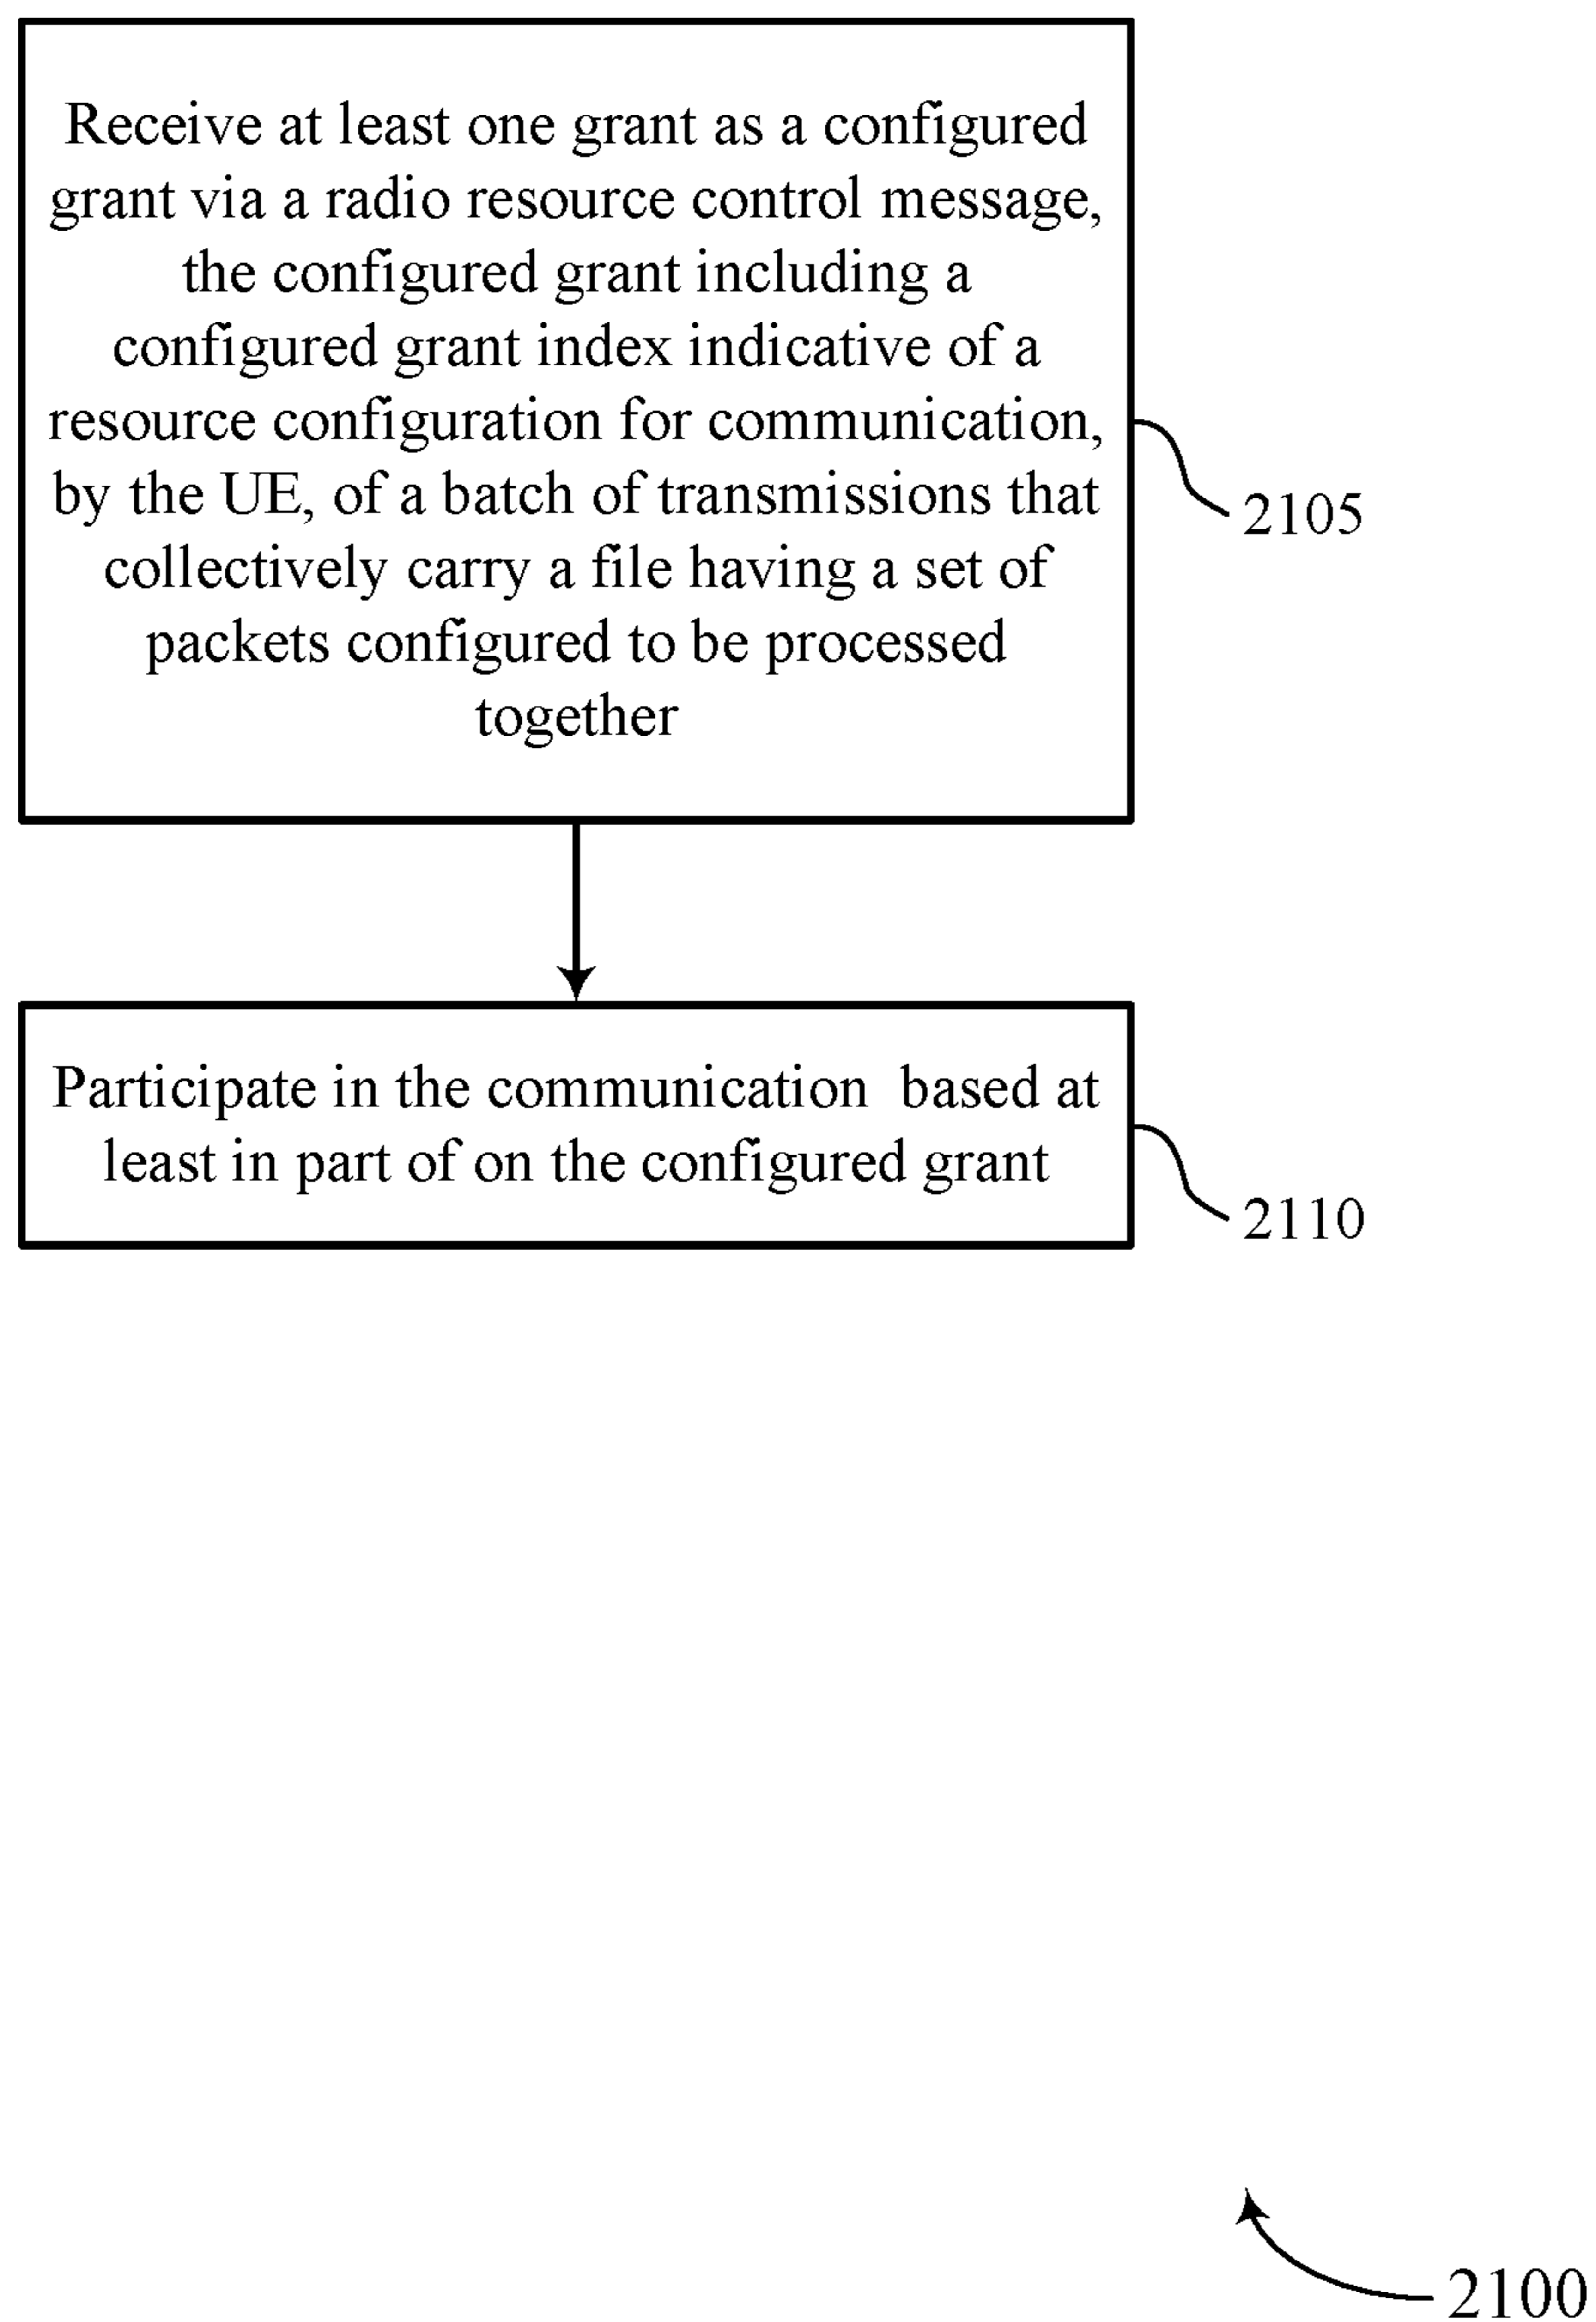 Receive at least one grant as a configured
grant via a radio resource control message,
the configured grant including a
configured grant index indicative of a
resource configuration for communication,
by the UE, of a batch of transmissions that
collectively carry a file having a set of
packets configured to be processed
together
2105
Participate in the communication  based at
least in part of on the configured grant
2110
2100